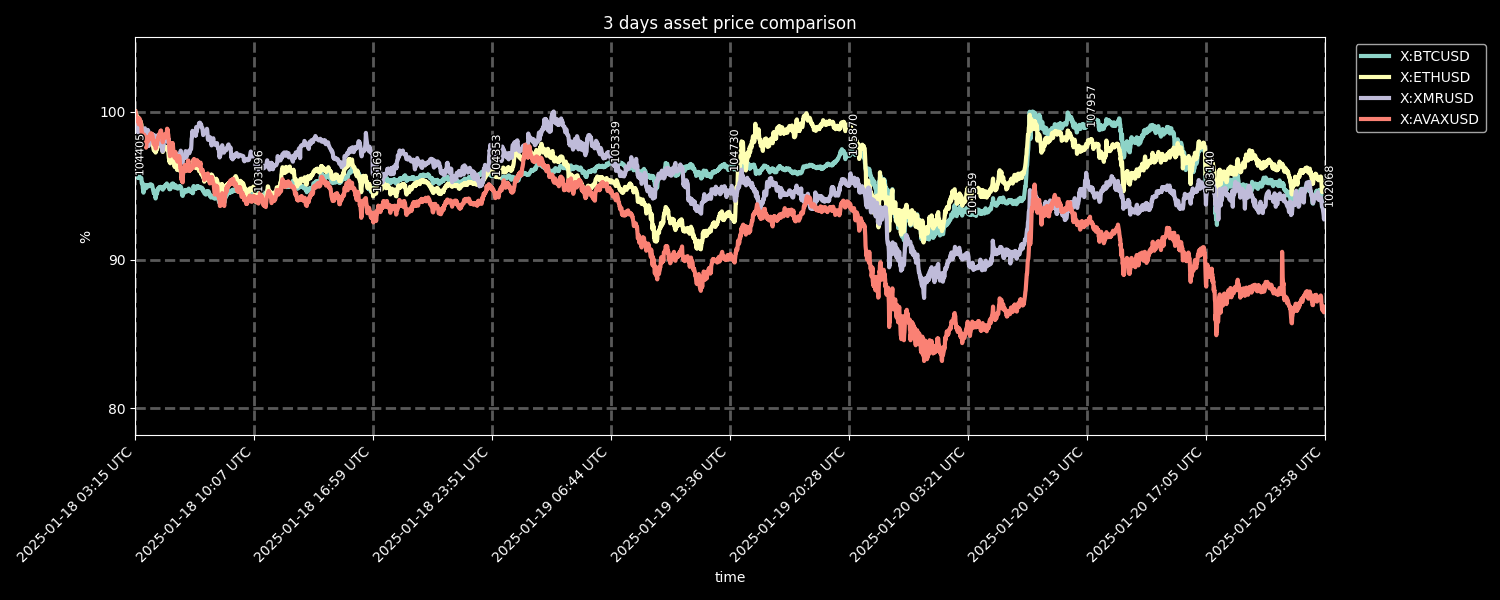 3 days asset price comparison
X:BTCUSD
X:ETHUSD
X:XMRUSD
X:AVAXUSD
100
90
80
%
104405
103196
103169
104353
105339
104730
105870
101559
107957
103140
102068
2025-01-18 03:15 UTC
2025-01-18 10:07 UTC
2025-01-18 16:59 UTC
2025-01-18 23:51 UTC
2025-01-19 06:44 UTC
2025-01-19 13:36 UTC
2025-01-19 20:28 UTC
2025-01-20 03:21 UTC
2025-01-20 10:13 UTC
2025-01-20 17:05 UTC
2025-01-20 23:58 UTC
time